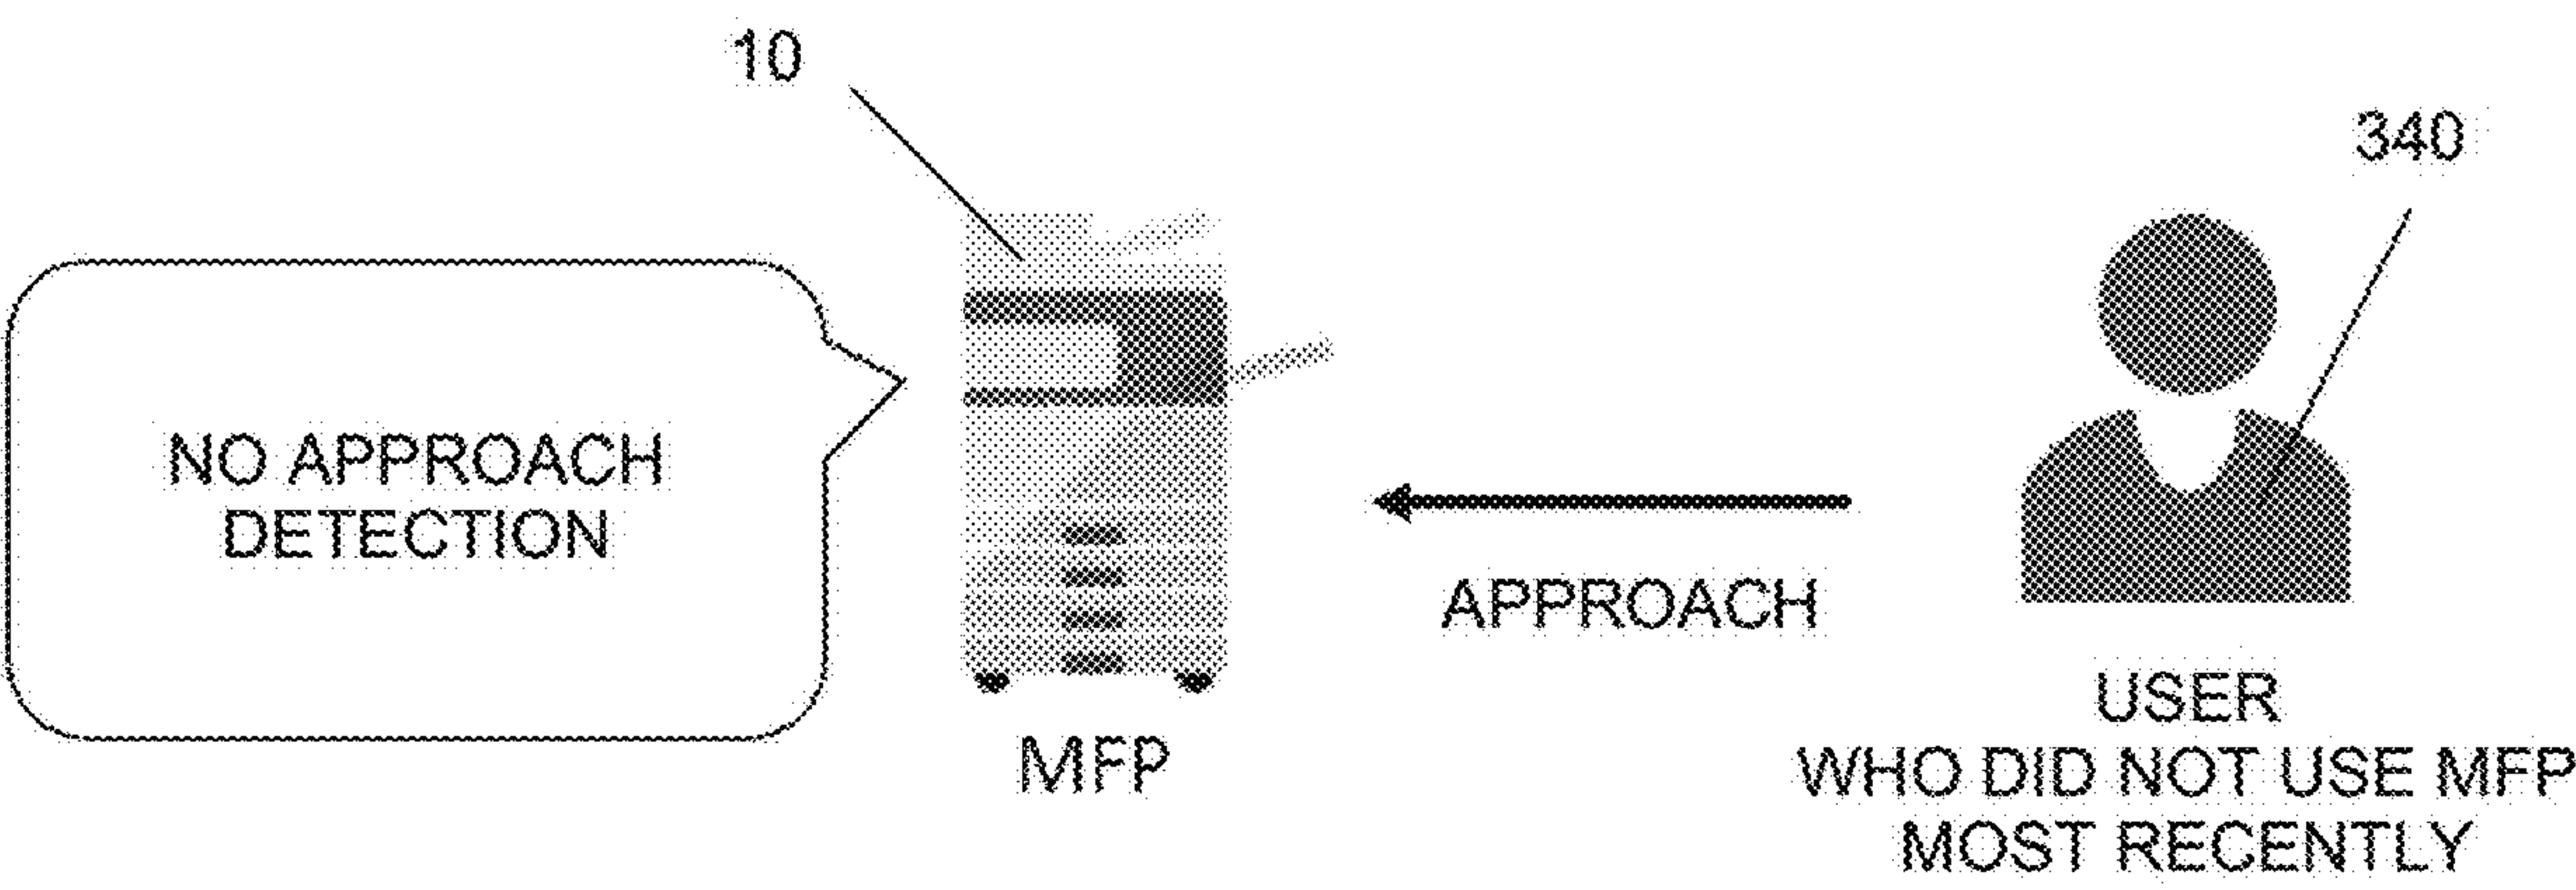 10
340
NO APPROACH
DETECTION
APPROACH
MFP
USER
WHO DID NOT USE MFP
MOST RECENTLY